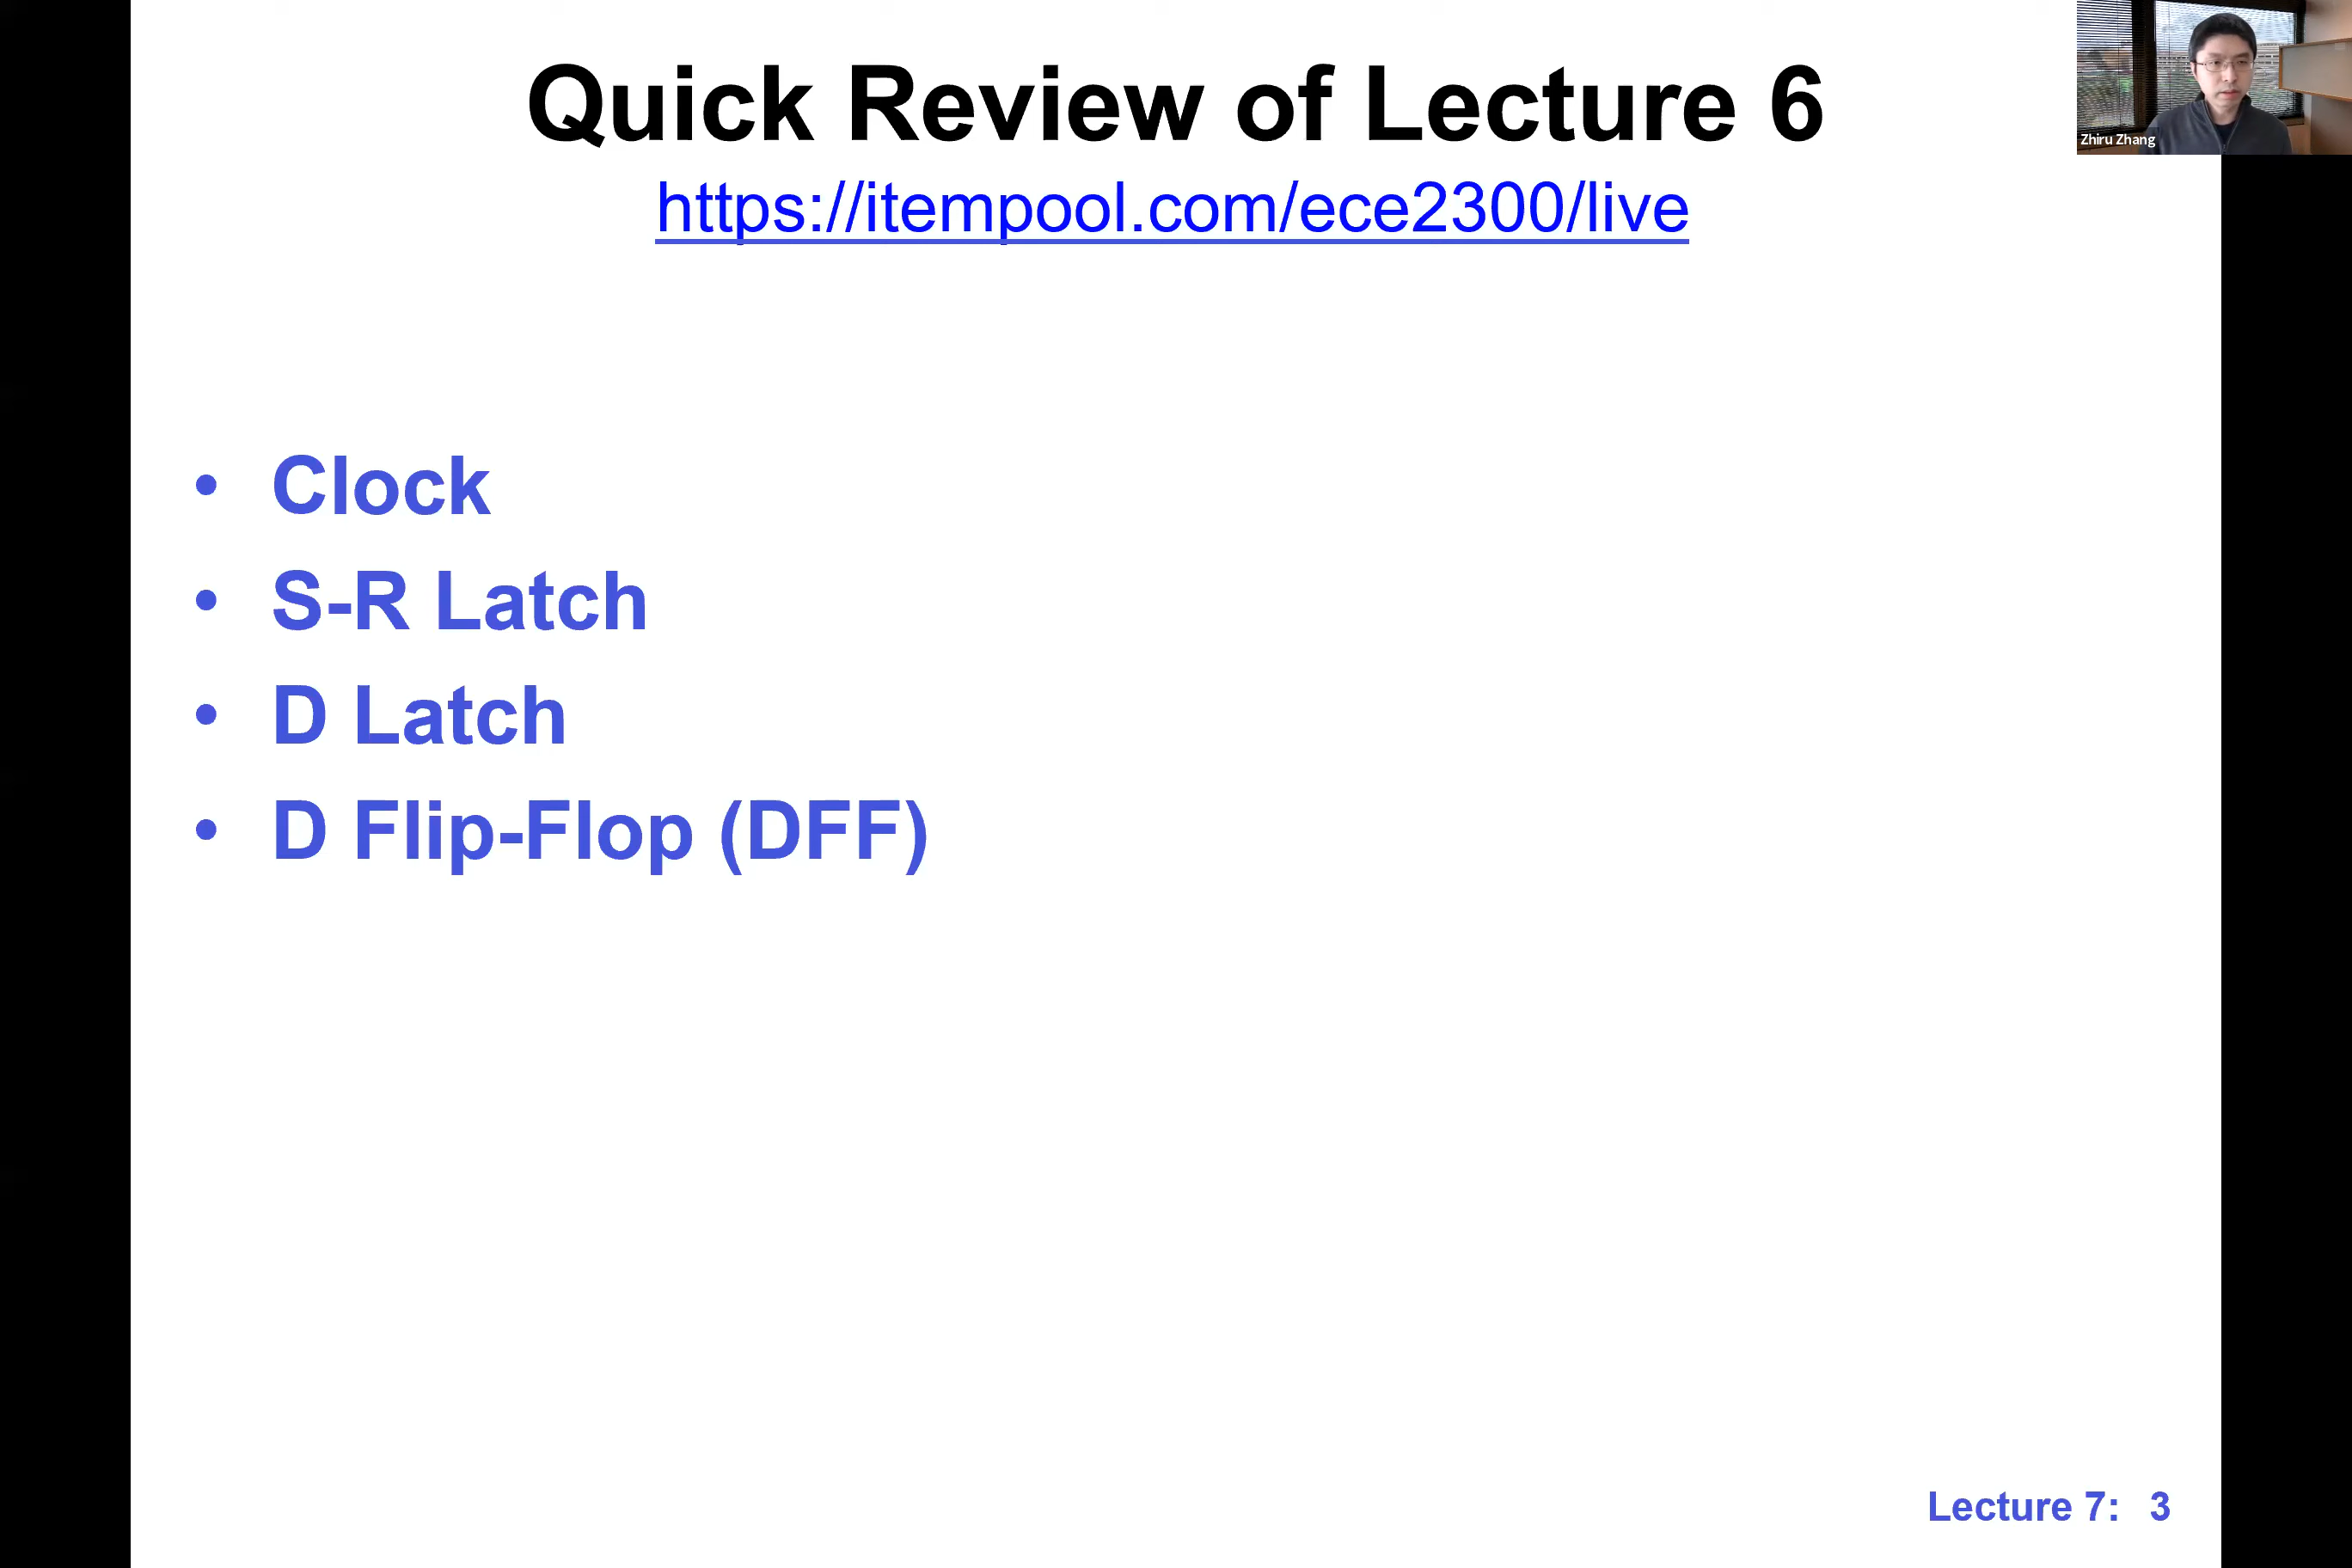 Quick Review of Lecture 6
https://itempool.com/ece2300/live
Zhiru Zhang
• Clock
• S-R Latch
• D Latch
• D Flip-Flop (DFF)
Lecture 7: 3